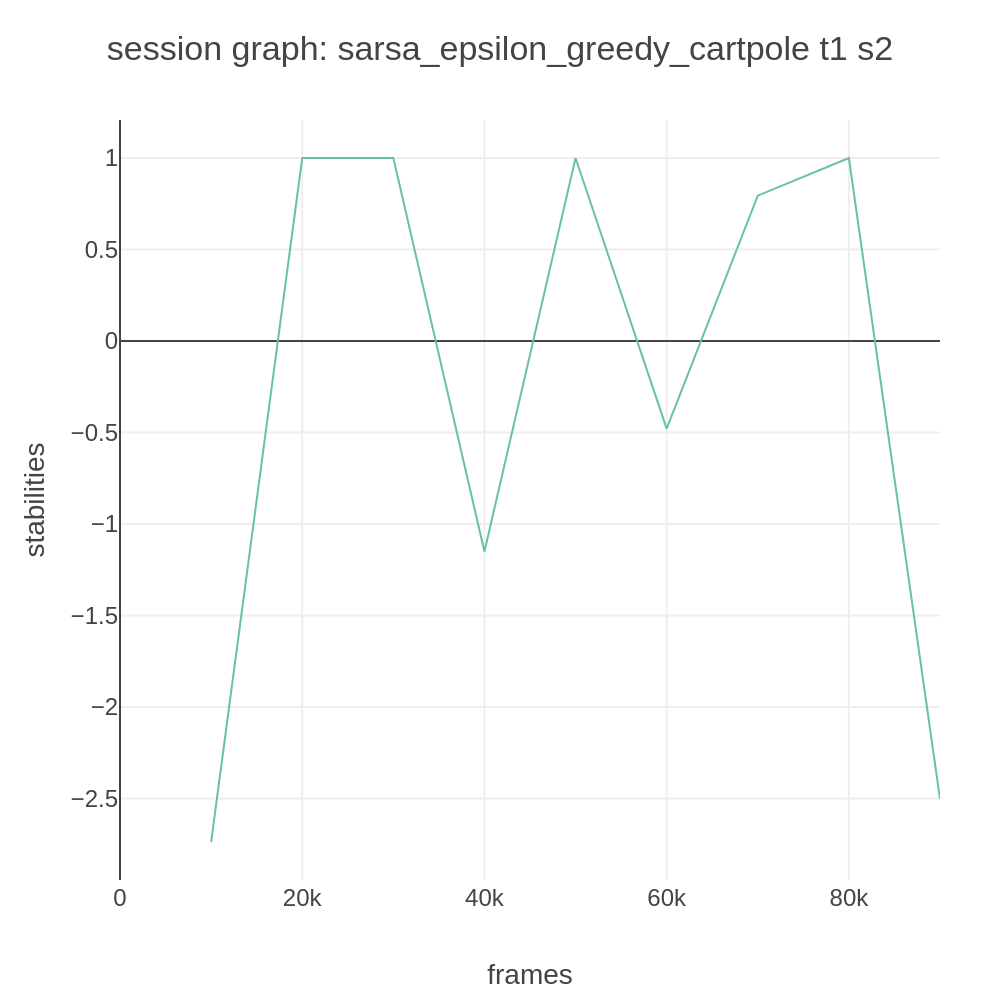 session graph: sarsa_epsilon_greedy_cartpole t1 s2
1
0.5
0
−0.5
−1
−1.5
−2
−2.5
stabilities
0 20k 40k 60k 80k
frames